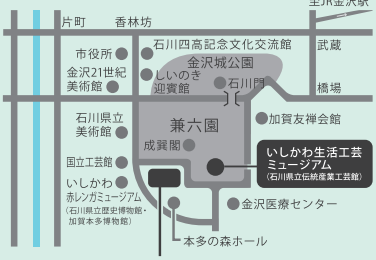 至JR金沢駅
片町
香林坊
武蔵
石川四高記念文化交流館
市役所
金沢城公園
金沢21世紀
美術館
しいのき
迎賓館
石川門
橋場
石川県立
美術館
兼六園
加賀友禅会館
成巽閣
いしかわ生活工芸
ミュージアム
(石川県立伝統産業工芸館)
国立工芸館
いしかわ
赤レンガミュージアム
(石川県立歴史博物館・
加賀本多博物館)
金沢医療センター
本多の森ホール